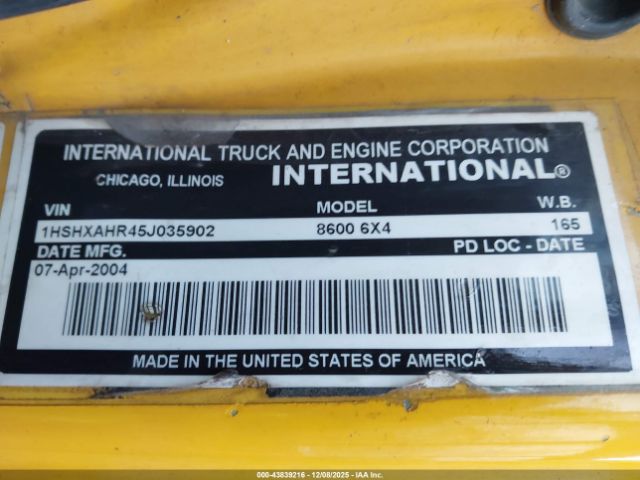 INTERNATIONAL TRUCK AND ENGINE CORPORATION
CHICAGO, ILLINOIS INTERNATIONAL®
VIN MODEL W.B.
1HSHXAHR45J035902 8600 6X4 165
DATE MFG. PD LOC - DATE
07-Apr-2004
MADE IN THE UNITED STATES OF AMERICA
000-43839216 - 12/08/2025 - IAA Inc.